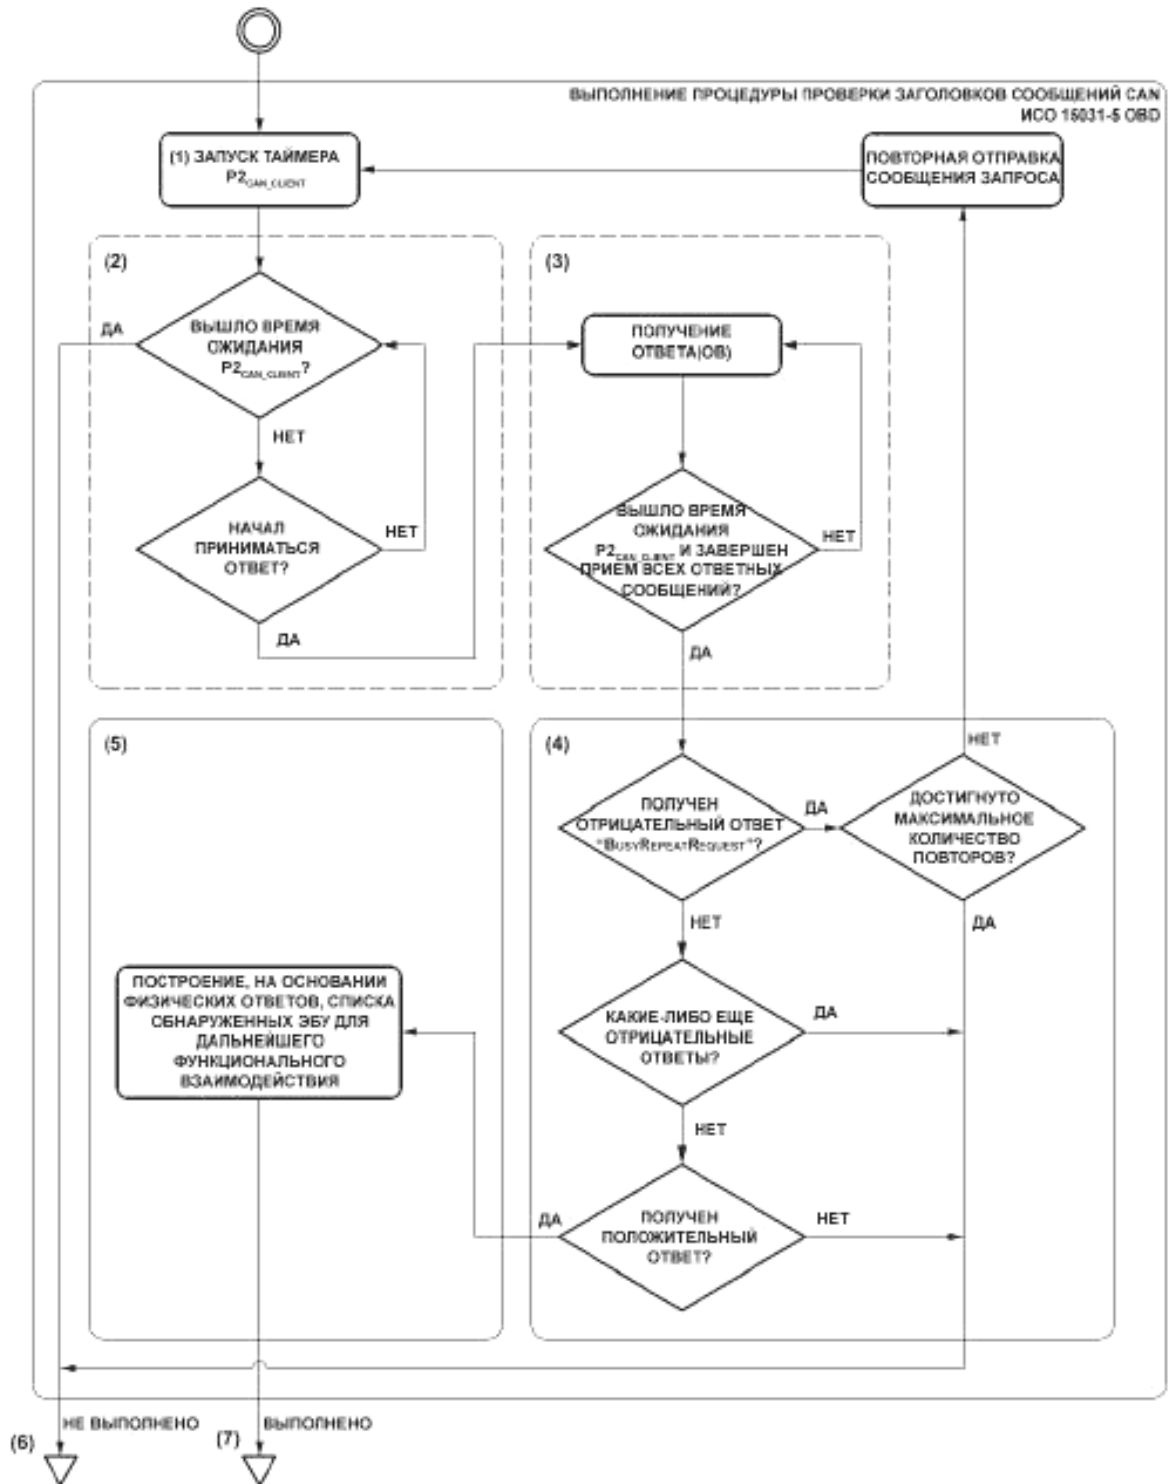 ВЫПОЛНЕНИЕ ПРОЦЕДУРЫ ПРОВЕРКИ ЗАГОЛОВКОВ СООБЩЕНИЙ CAN
ИСО 15031-5 OBD
(1) ЗАПУСК ТАЙМЕРА
P2CAN_CLIENT
ПОВТОРНАЯ ОТПРАВКА
СООБЩЕНИЯ ЗАПРОСА
(2)
ВЫШЛО ВРЕМЯ
ОЖИДАНИЯ
P2CAN_CLIENT?
ДА
НЕТ
НАЧАЛ
ПРИНИМАТЬСЯ
ОТВЕТ?
НЕТ
ДА
(3)
ПОЛУЧЕНИЕ
ОТВЕТА(ОВ)
ВЫШЛО ВРЕМЯ
ОЖИДАНИЯ
P2CAN_CLIENT И ЗАВЕРШЕН
ПРИЕМ ВСЕХ ОТВЕТНЫХ
СООБЩЕНИЙ?
НЕТ
ДА
(4)
ПОЛУЧЕН
ОТРИЦАТЕЛЬНЫЙ ОТВЕТ
"BUSYREPEATREQUEST"?
ДА
НЕТ
ДОСТИГНУТО
МАКСИМАЛЬНОЕ
КОЛИЧЕСТВО
ПОВТОРОВ?
НЕТ
ДА
КАКИЕ-ЛИБО ЕЩЕ
ОТРИЦАТЕЛЬНЫЕ
ОТВЕТЫ?
ДА
НЕТ
ПОЛУЧЕН
ПОЛОЖИТЕЛЬНЫЙ
ОТВЕТ?
ДА
НЕТ
(5)
ПОСТРОЕНИЕ, НА ОСНОВАНИИ
ФИЗИЧЕСКИХ ОТВЕТОВ, СПИСКА
ОБНАРУЖЕННЫХ ЭБУ ДЛЯ
ДАЛЬНЕЙШЕГО
ФУНКЦИОНАЛЬНОГО
ВЗАИМОДЕЙСТВИЯ
(6)
НЕ ВЫПОЛНЕНО
(7)
ВЫПОЛНЕНО